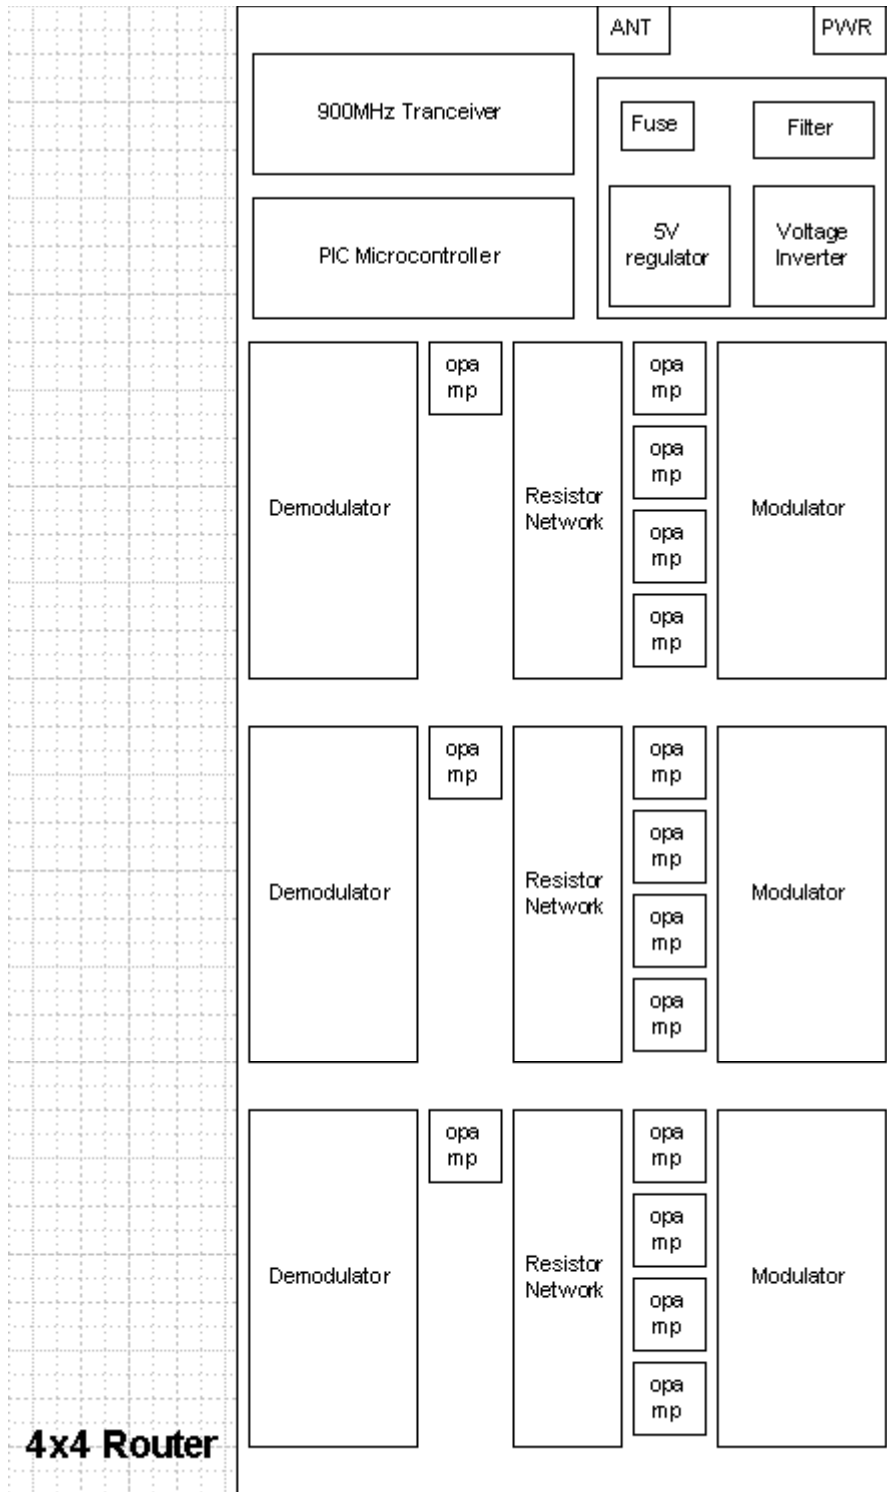 ANT
PWR
900MHz Tranceiver
Fuse
Filter
PIC Microcontroller
5V
regulator
Voltage
Inverter
Demodulator
opa
mp
Resistor
Network
opa
mp
opa
mp
opa
mp
opa
mp
Modulator
Demodulator
opa
mp
Resistor
Network
opa
mp
opa
mp
opa
mp
opa
mp
Modulator
Demodulator
opa
mp
Resistor
Network
opa
mp
opa
mp
opa
mp
opa
mp
Modulator
4x4 Router